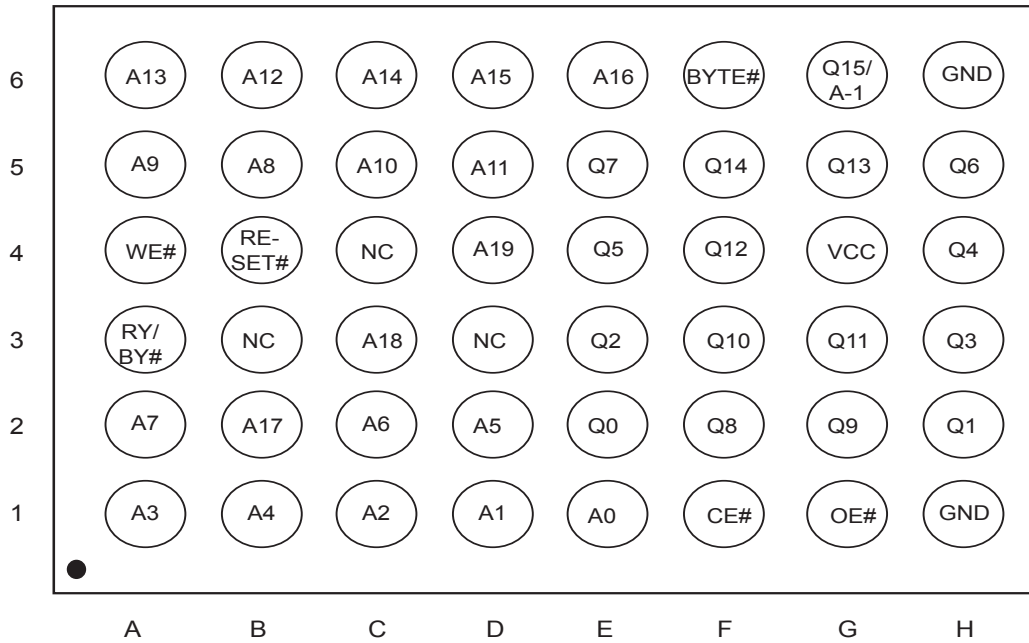 6 A13 A12 A14 A15 A16 BYTE# Q15/ A-1 GND
5 A9 A8 A10 A11 Q7 Q14 Q13 Q6
4 WE# RE- SET# NC A19 Q5 Q12 VCC Q4
3 RY/ BY# NC A18 NC Q2 Q10 Q11 Q3
2 A7 A17 A6 A5 Q0 Q8 Q9 Q1
1 A3 A4 A2 A1 A0 CE# OE# GND
A B C D E F G H